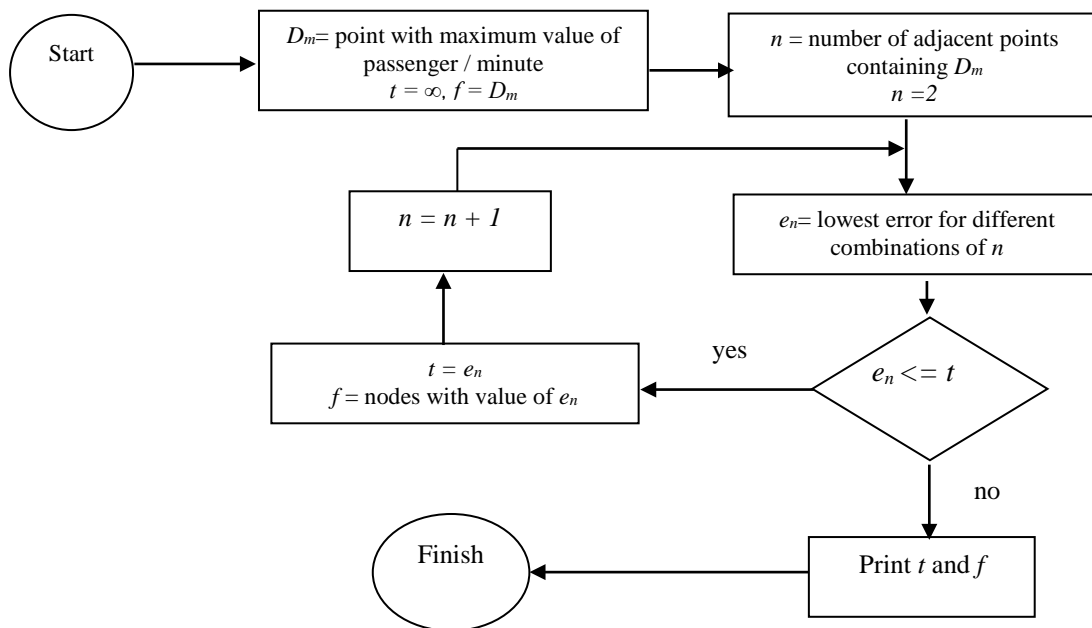 Start
Dm= point with maximum value of
passenger / minute
t = ∞, f = Dm
n = number of adjacent points
containing Dm
n =2
n = n + 1
en= lowest error for different
combinations of n
t = en
f = nodes with value of en
yes
en <= t
no
Finish
Print t and f